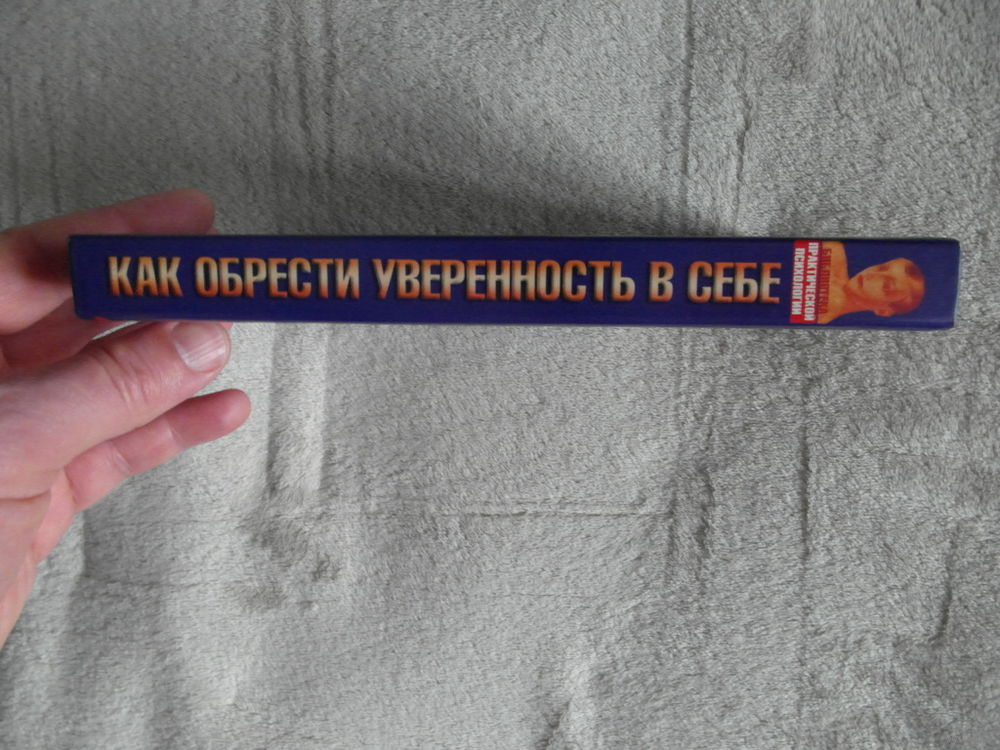 КАК ОБРЕСТИ УВЕРЕННОСТЬ В СЕБЕ
БИБЛИОТЕКА
ПРАКТИЧЕСКОЙ
ПСИХОЛОГИИ